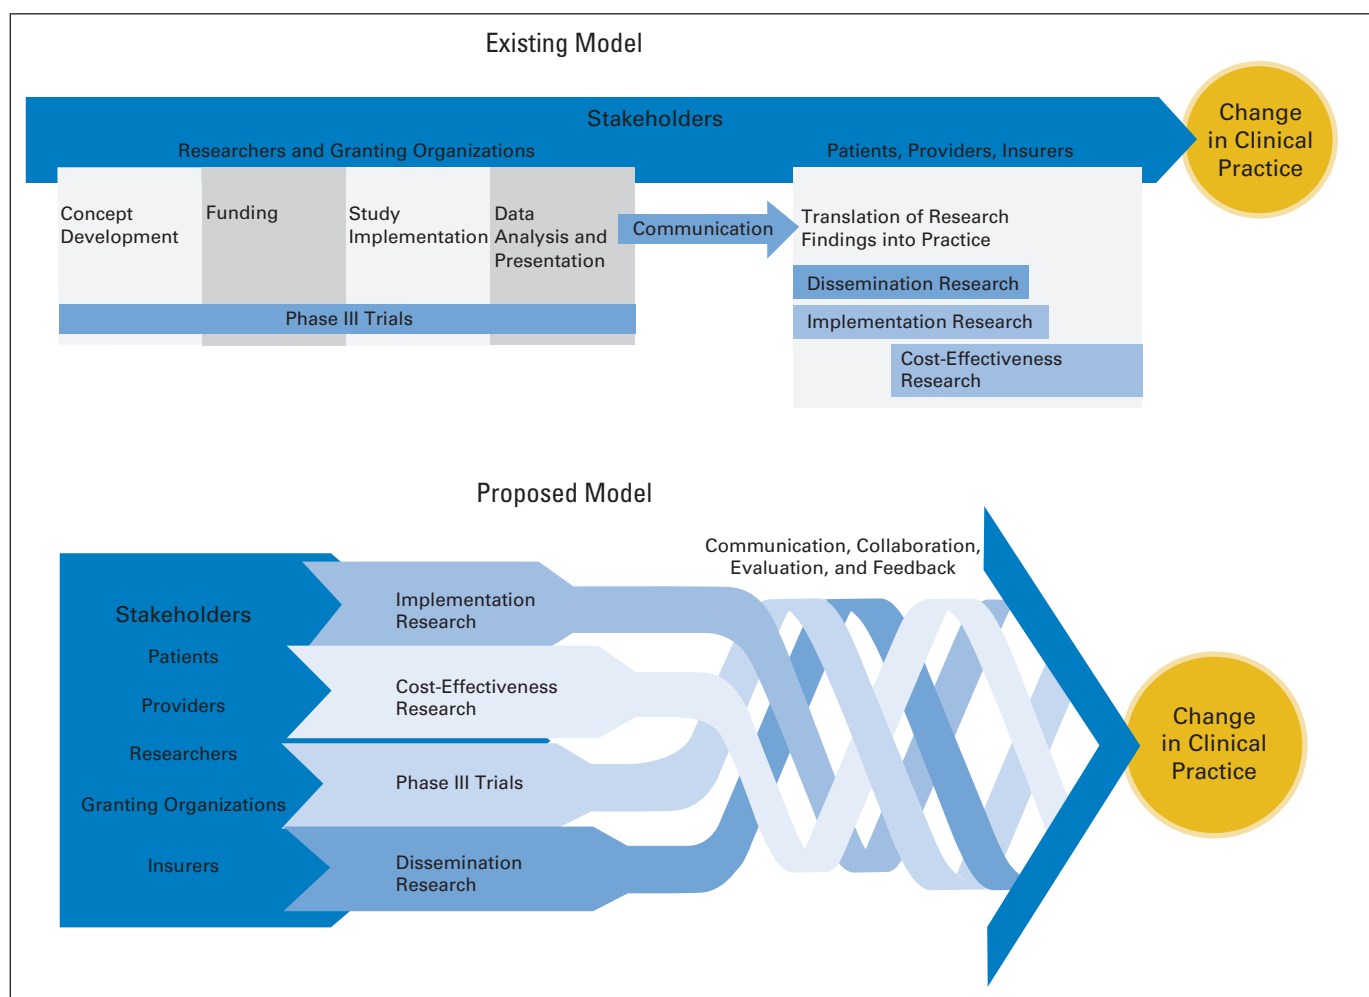 Existing Model
Stakeholders
Researchers and Granting Organizations
Patients, Providers, Insurers
Change
in Clinical
Practice
Concept
Development
Funding
Study
Implementation
Data
Analysis and
Presentation
Communication
Translation of Research
Findings into Practice
Dissemination Research
Implementation Research
Cost-Effectiveness
Research
Phase III Trials
Proposed Model
Communication, Collaboration,
Evaluation, and Feedback
Stakeholders
Patients
Providers
Researchers
Granting Organizations
Insurers
Implementation
Research
Cost-Effectiveness
Research
Phase III Trials
Dissemination
Research
Change
in Clinical
Practice